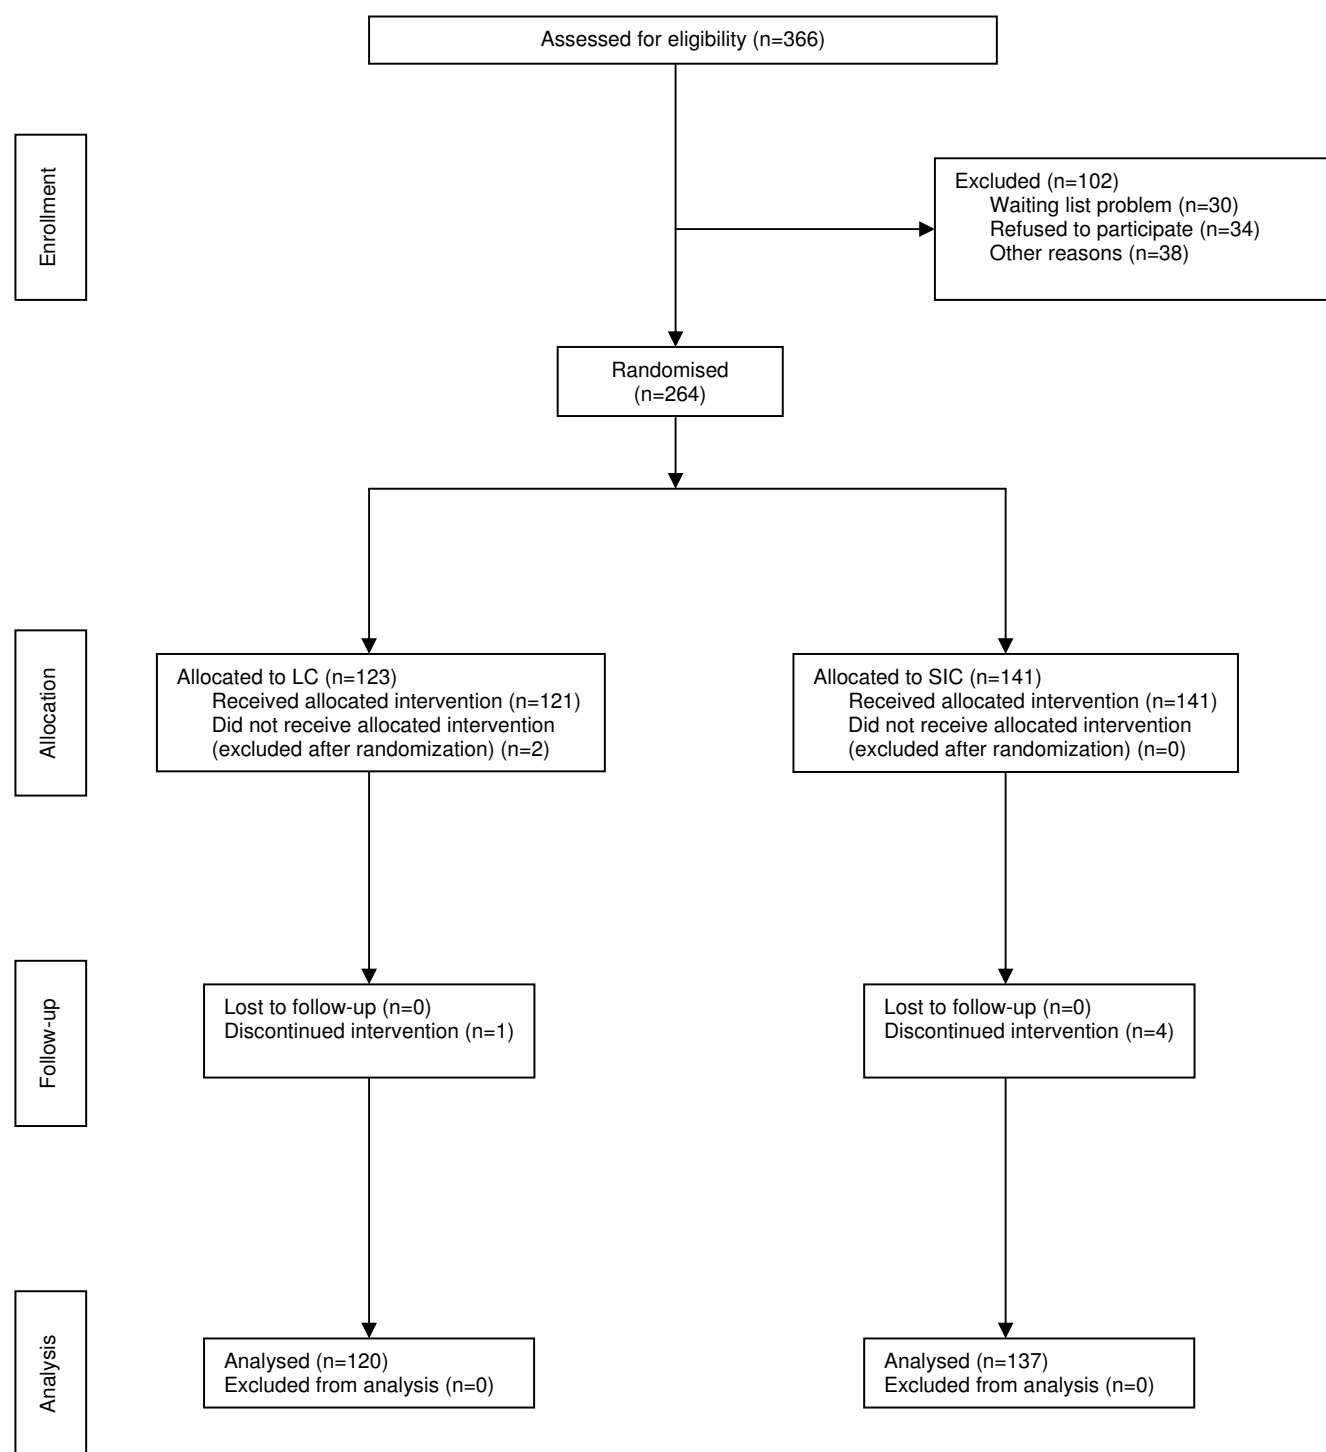 Assessed for eligibility (n=366)
Enrollment
Excluded (n=102)
Waiting list problem (n=30)
Refused to participate (n=34)
Other reasons (n=38)
Randomised
(n=264)
Allocation
Allocated to LC (n=123)
Received allocated intervention (n=121)
Did not receive allocated intervention
(excluded after randomization) (n=2)
Allocated to SIC (n=141)
Received allocated intervention (n=141)
Did not receive allocated intervention
(excluded after randomization) (n=0)
Follow-up
Lost to follow-up (n=0)
Discontinued intervention (n=1)
Lost to follow-up (n=0)
Discontinued intervention (n=4)
Analysis
Analysed (n=120)
Excluded from analysis (n=0)
Analysed (n=137)
Excluded from analysis (n=0)